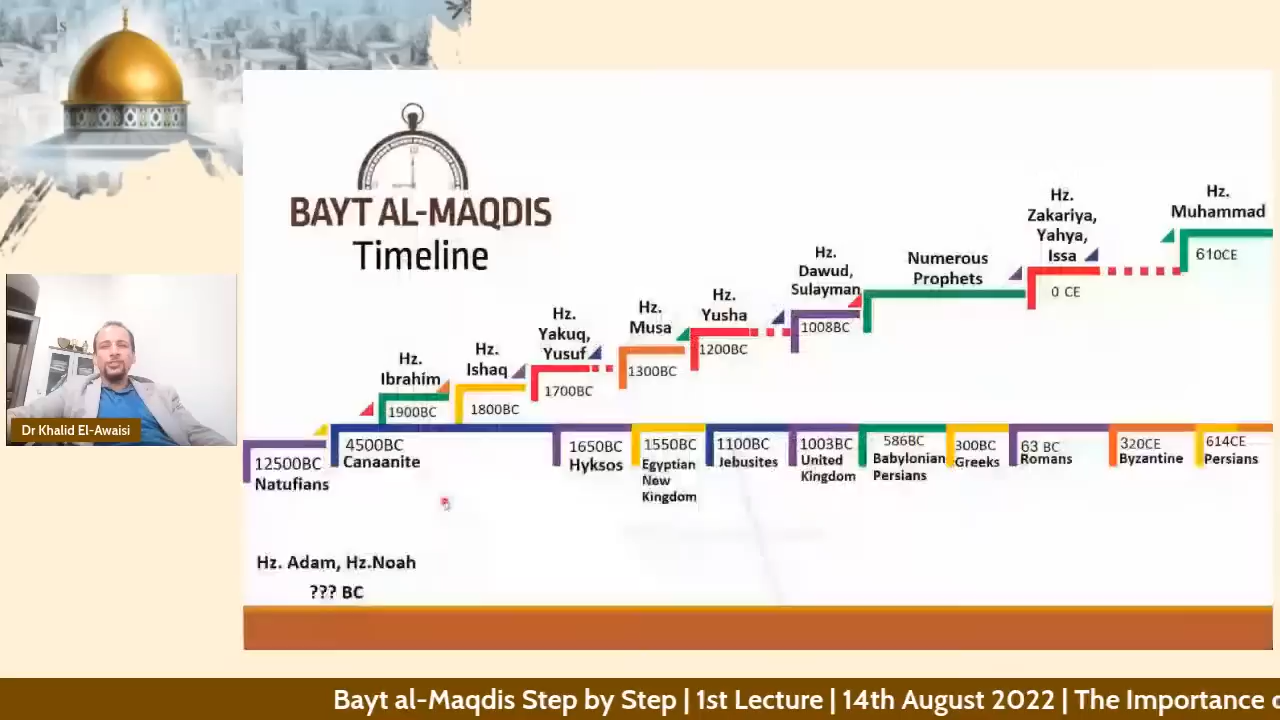 BAYT AL-MAQDIS
Timeline
Hz.
Ibrahim
1900BC
Hz.
Ishaq
1800BC
Hz.
Yakuq,
Yusuf
1700BC
Hz.
Musa
1300BC
Hz.
Yusha
1200BC
Hz.
Dawud,
Sulayman
1008BC
Numerous
Prophets
Hz.
Zakariya,
Yahya,
Issa
0 CE
Hz.
Muhammad
610CE
12500BC
Natufians
4500BC
Canaanite
1650BC
Hyksos
1550BC
Egyptian
New
Kingdom
1100BC
Jebusites
1003BC
United
Kingdom
586BC
Babylonian
Persians
300BC
Greeks
63 BC
Romans
320CE
Byzantine
614CE
Persians
Hz. Adam, Hz.Noah
??? BC
Dr Khalid El-Awaisi
Bayt al-Maqdis Step by Step | 1st Lecture | 14th August 2022 | The Importance